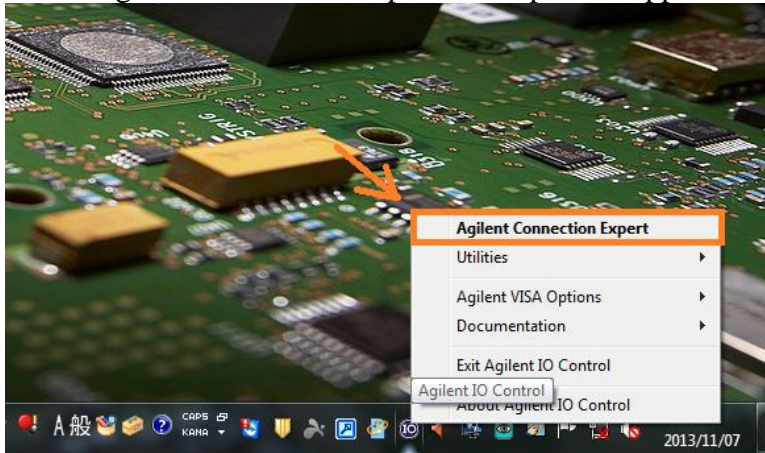 Agilent Connection Expert
Utilities
Agilent VISA Options
Documentation
Exit Agilent IO Control
Agilent IO Control
About Agilent IO Control
A 般
CAPS
KANA
IO
2013/11/07